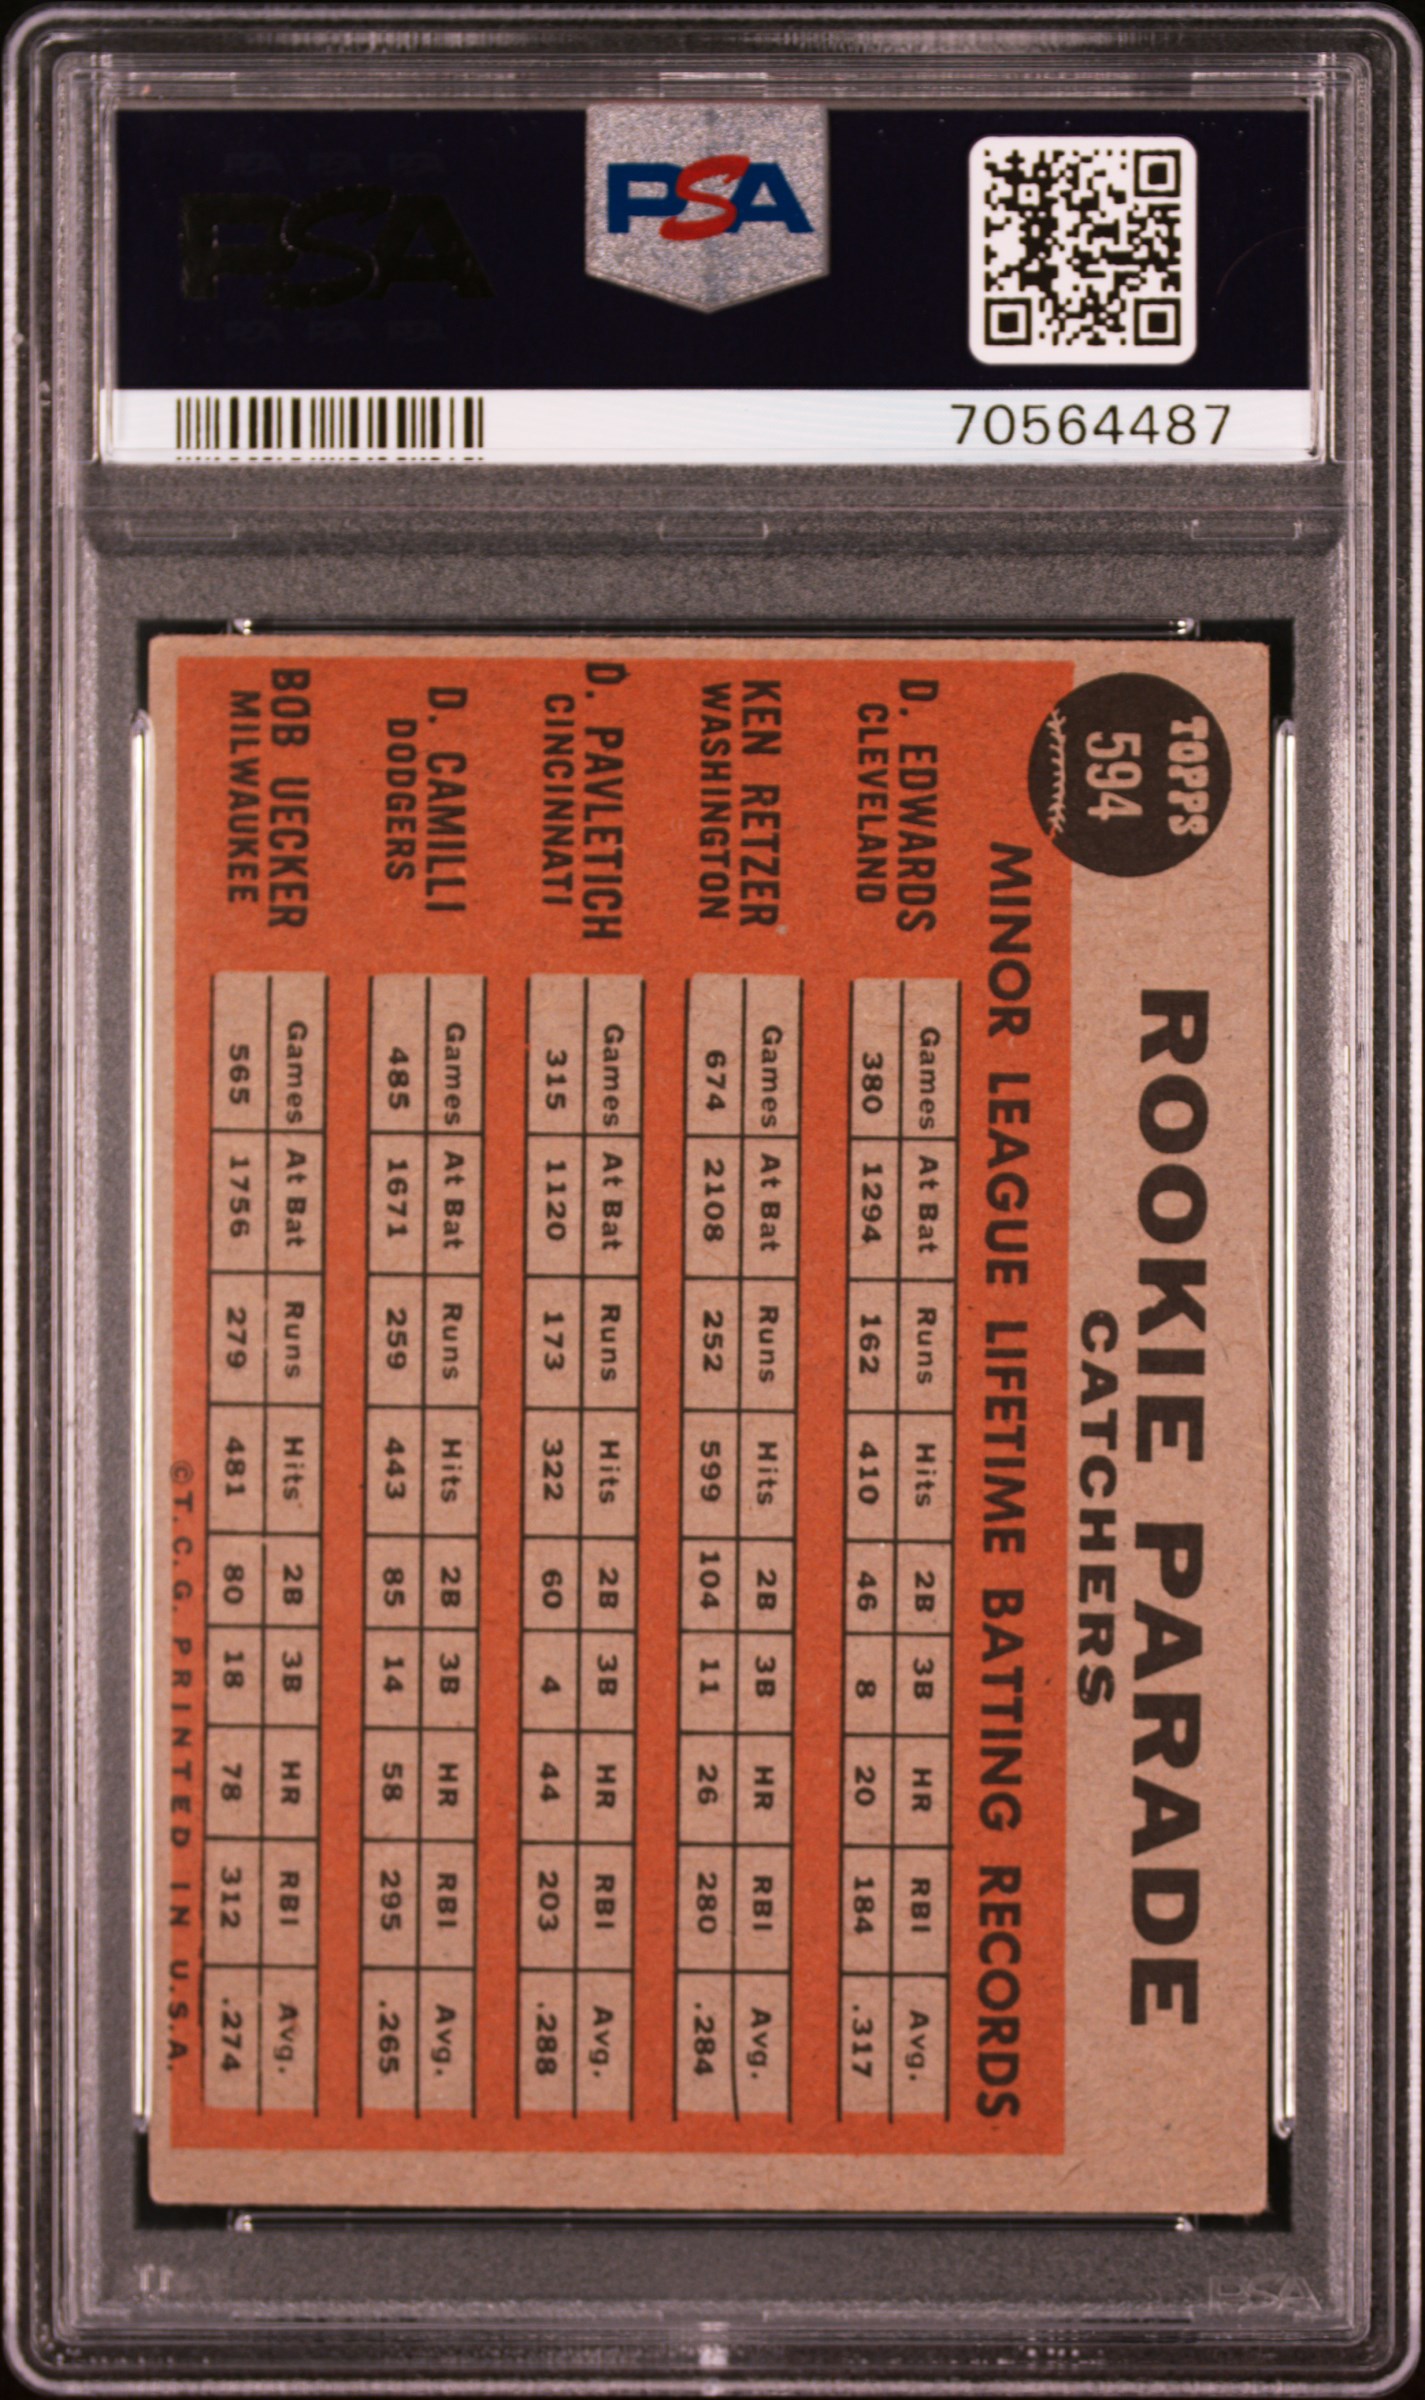 PSA
PSA
70564487
TOPPS
594
ROOKIE PARADE
CATCHERS
MINOR LEAGUE LIFETIME BATTING RECORDS
D. EDWARDS
CLEVELAND
Games At Bat Runs Hits 2B 3B HR RBI Avg.
380 1294 162 410 46 8 20 184 .317
KEN RETZER
WASHINGTON
Games At Bat Runs Hits 2B 3B HR RBI Avg.
674 2108 252 599 104 11 26 280 .284
D. PAVLETICH
CINCINNATI
Games At Bat Runs Hits 2B 3B HR RBI Avg.
315 1120 173 322 60 4 44 203 .288
D. CAMILLI
DODGERS
Games At Bat Runs Hits 2B 3B HR RBI Avg.
485 1671 259 443 85 14 58 295 .265
BOB UECKER
MILWAUKEE
Games At Bat Runs Hits 2B 3B HR RBI Avg.
565 1756 279 481 80 18 78 312 .274
©T. C. G. PRINTED IN U.S.A.
PSA